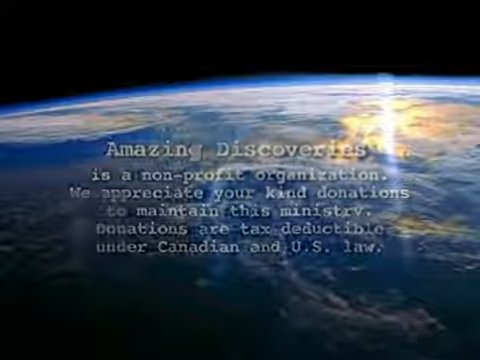 Amazing Discoveries
is a non-profit organization.
We appreciate your kind donations
to maintain this ministry.
Donations are tax deductible
under Canadian and U.S. law.